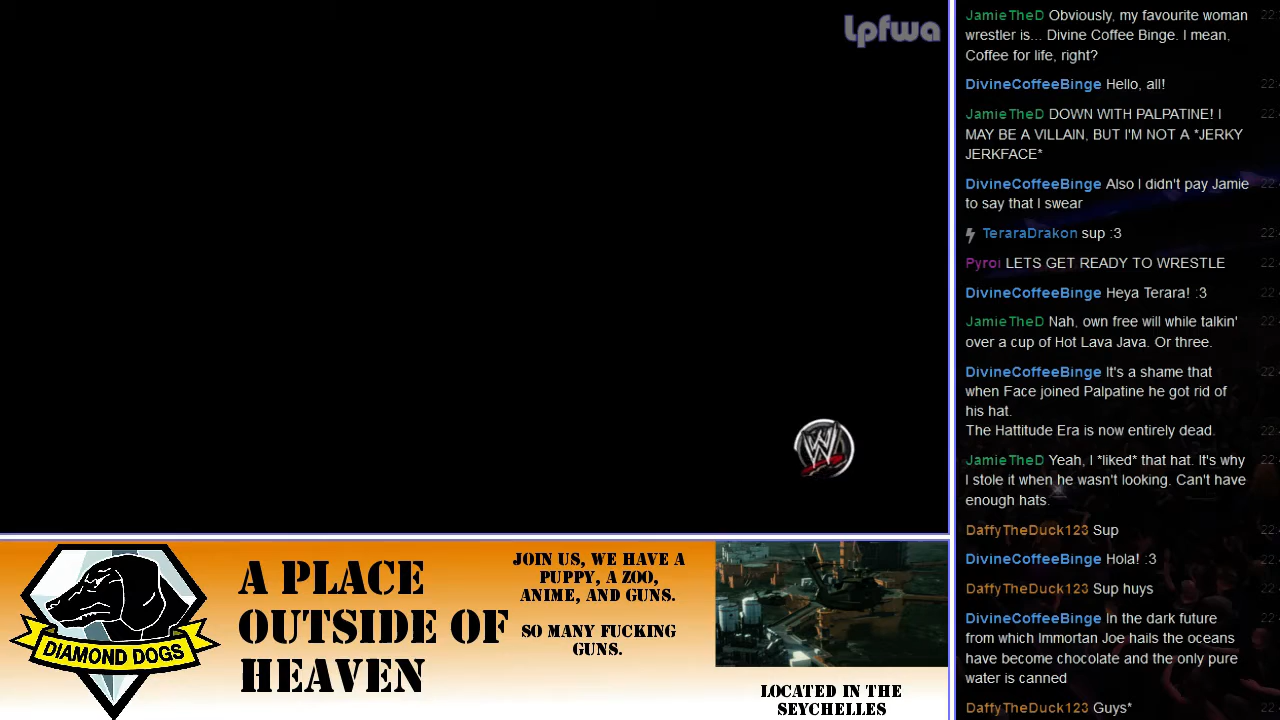 lpfwa
W
DIAMOND DOGS
A PLACE
OUTSIDE OF
HEAVEN
JOIN US, WE HAVE A
PUPPY, A ZOO,
ANIME, AND GUNS.
SO MANY FUCKING
GUNS.
LOCATED IN THE
SEYCHELLES
JamieTheD Obviously, my favourite woman
wrestler is... Divine Coffee Binge. I mean,
Coffee for life, right?
DivineCoffeeBinge Hello, all!
JamieTheD DOWN WITH PALPATINE! I
MAY BE A VILLAIN, BUT I'M NOT A *JERKY
JERKFACE*
DivineCoffeeBinge Also I didn't pay Jamie
to say that I swear
TeraraDrakon sup :3
Pyroi LETS GET READY TO WRESTLE
DivineCoffeeBinge Heya Terara! :3
JamieTheD Nah, own free will while talkin'
over a cup of Hot Lava Java. Or three.
DivineCoffeeBinge It's a shame that
when Face joined Palpatine he got rid of
his hat.
The Hattitude Era is now entirely dead.
JamieTheD Yeah, I *liked* that hat. It's why
I stole it when he wasn't looking. Can't have
enough hats.
DaffyTheDuck123 Sup
DivineCoffeeBinge Hola! :3
DaffyTheDuck123 Sup huys
DivineCoffeeBinge In the dark future
from which Immortan Joe hails the oceans
have become chocolate and the only pure
water is canned
DaffyTheDuck123 Guys*